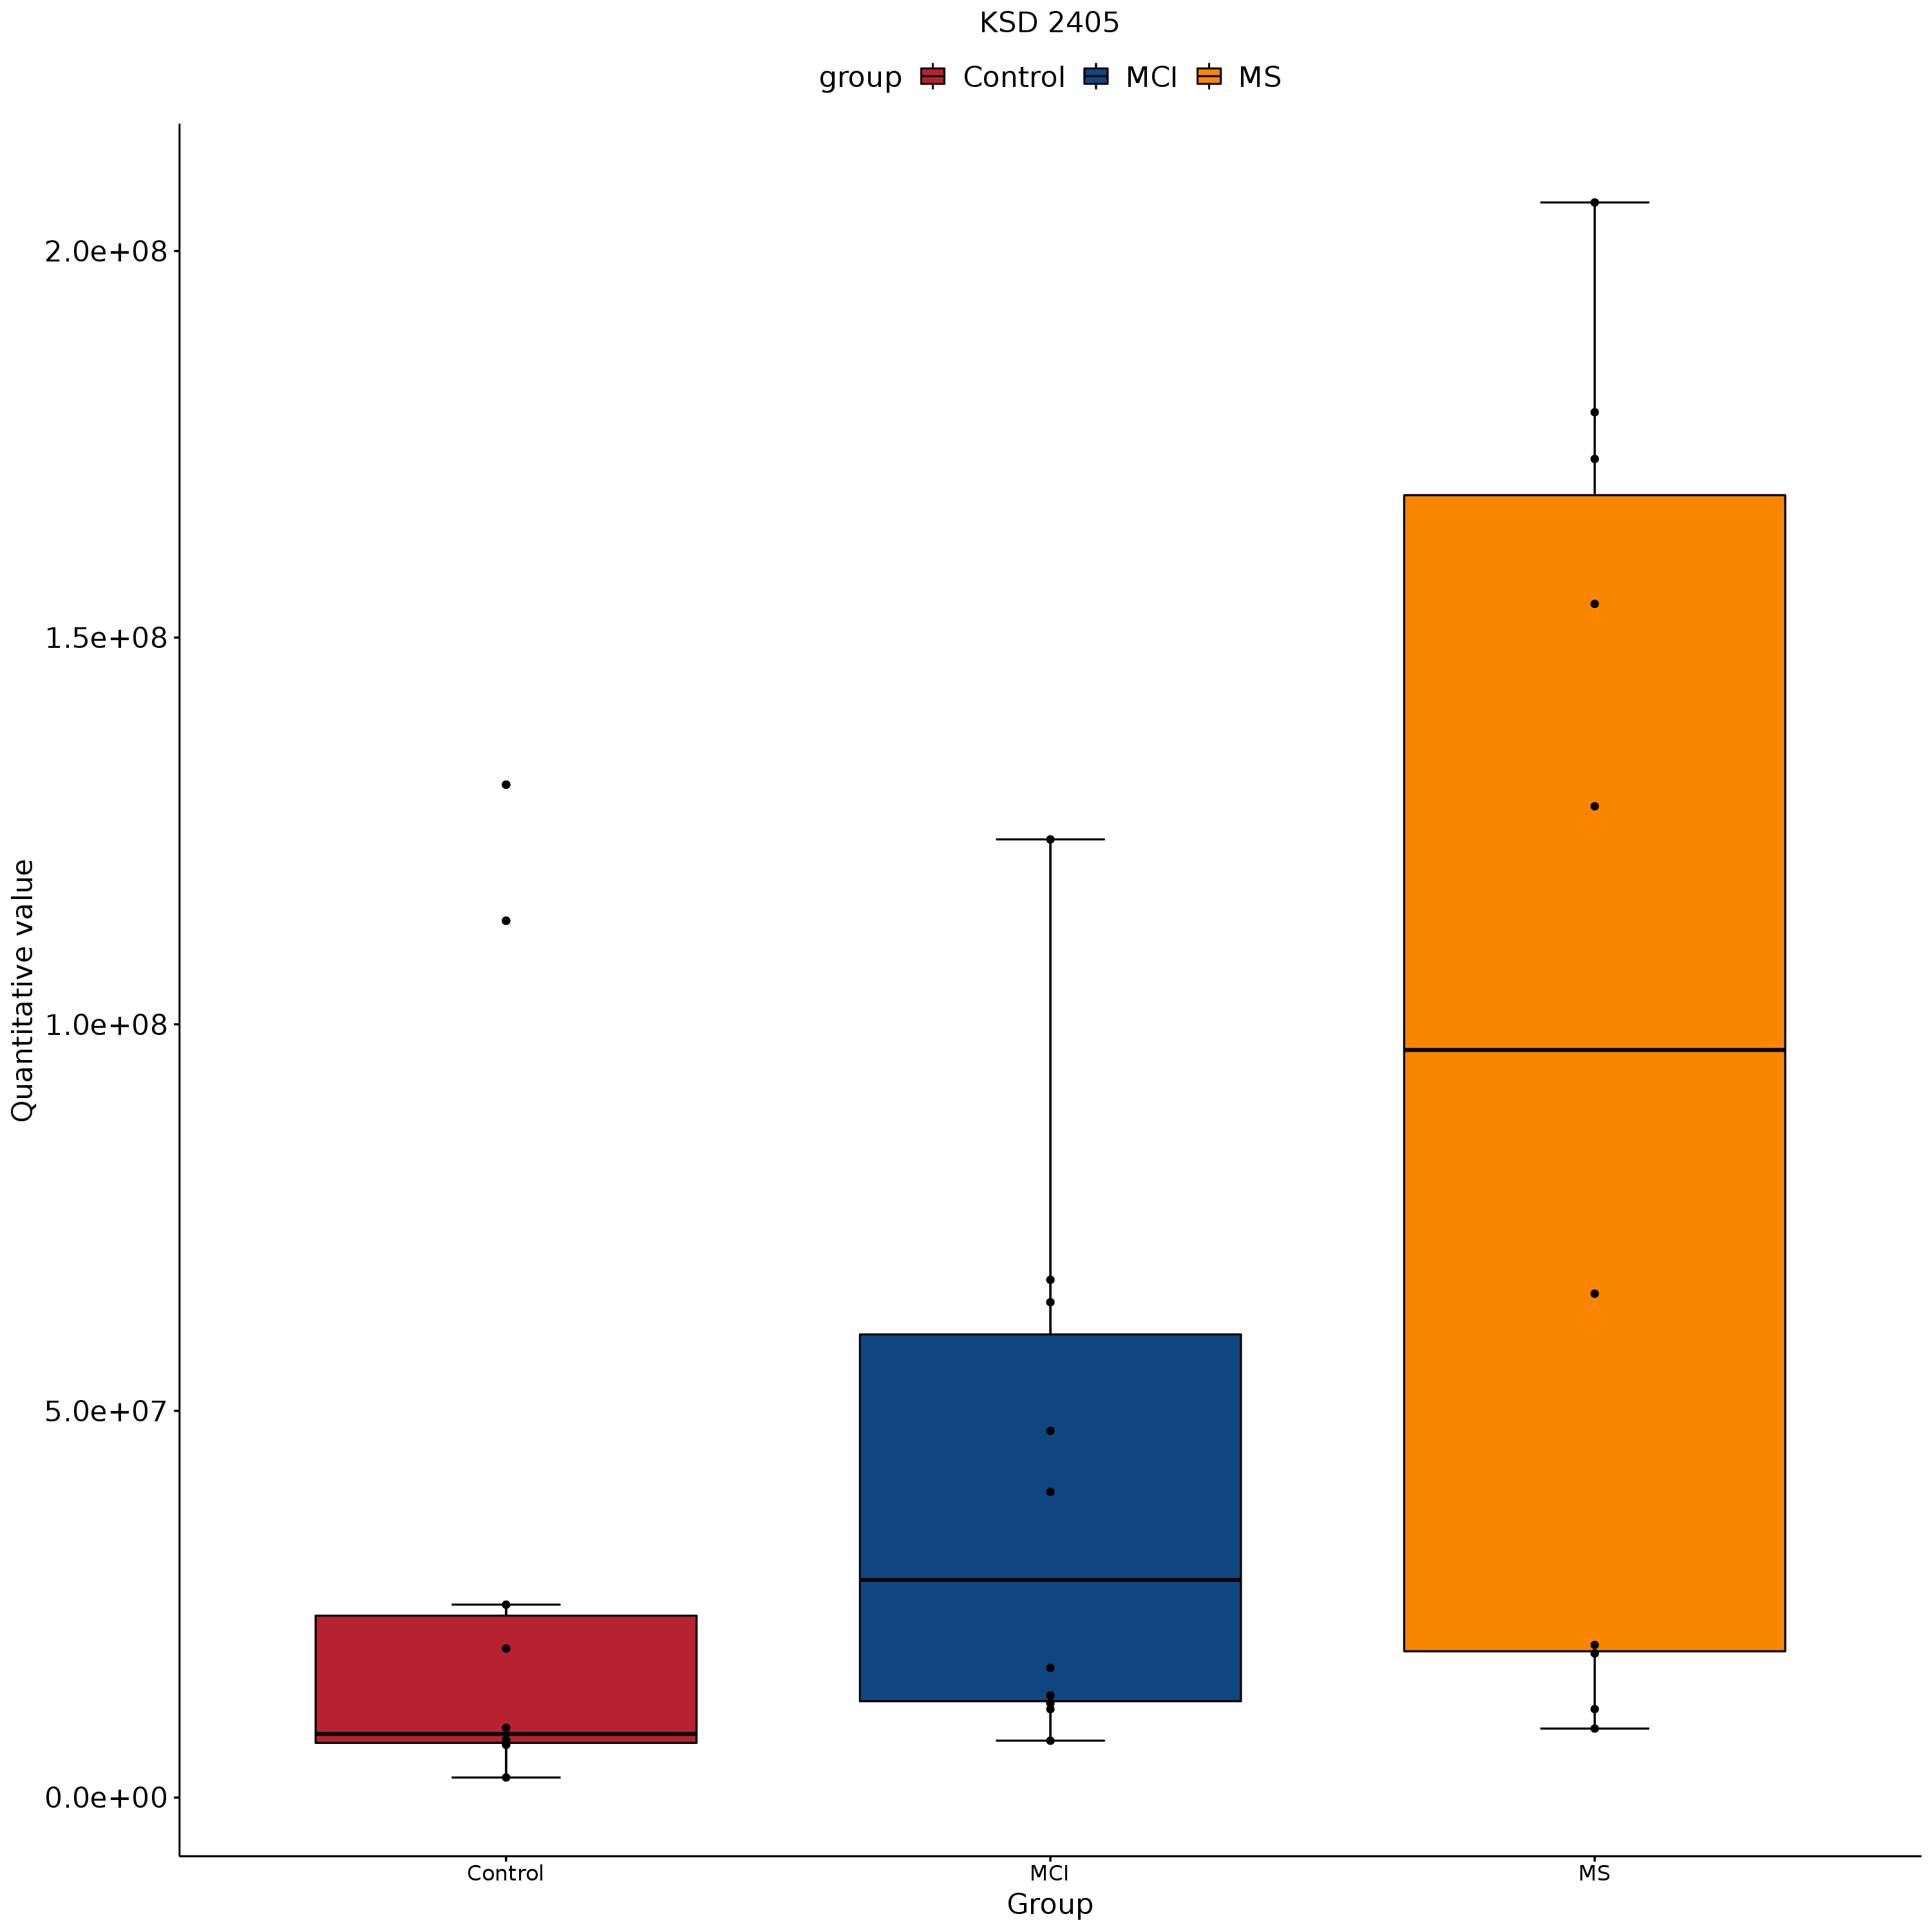 KSD 2405
group Control MCI MS
2.0e+08
1.5e+08
1.0e+08
5.0e+07
0.0e+00
Quantitative value
Control MCI MS
Group